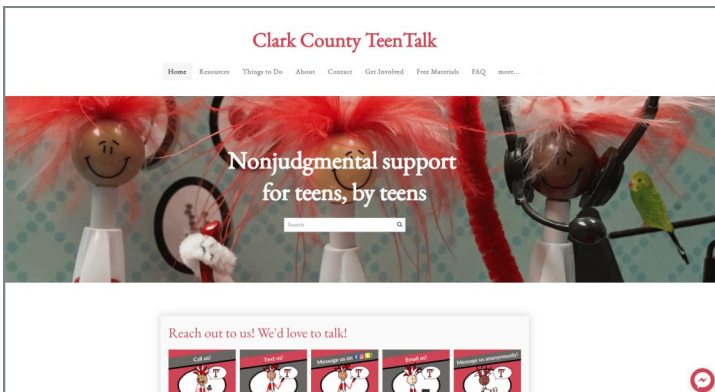 Clark County TeenTalk
Home Resources Things to Do About Contact Get Involved Free Materials FAQ more...
Nonjudgmental support
for teens, by teens
Search
Reach out to us! We'd love to talk!
Call us! Text us! Message us on Email us! Message us anonymously!
T T T T T